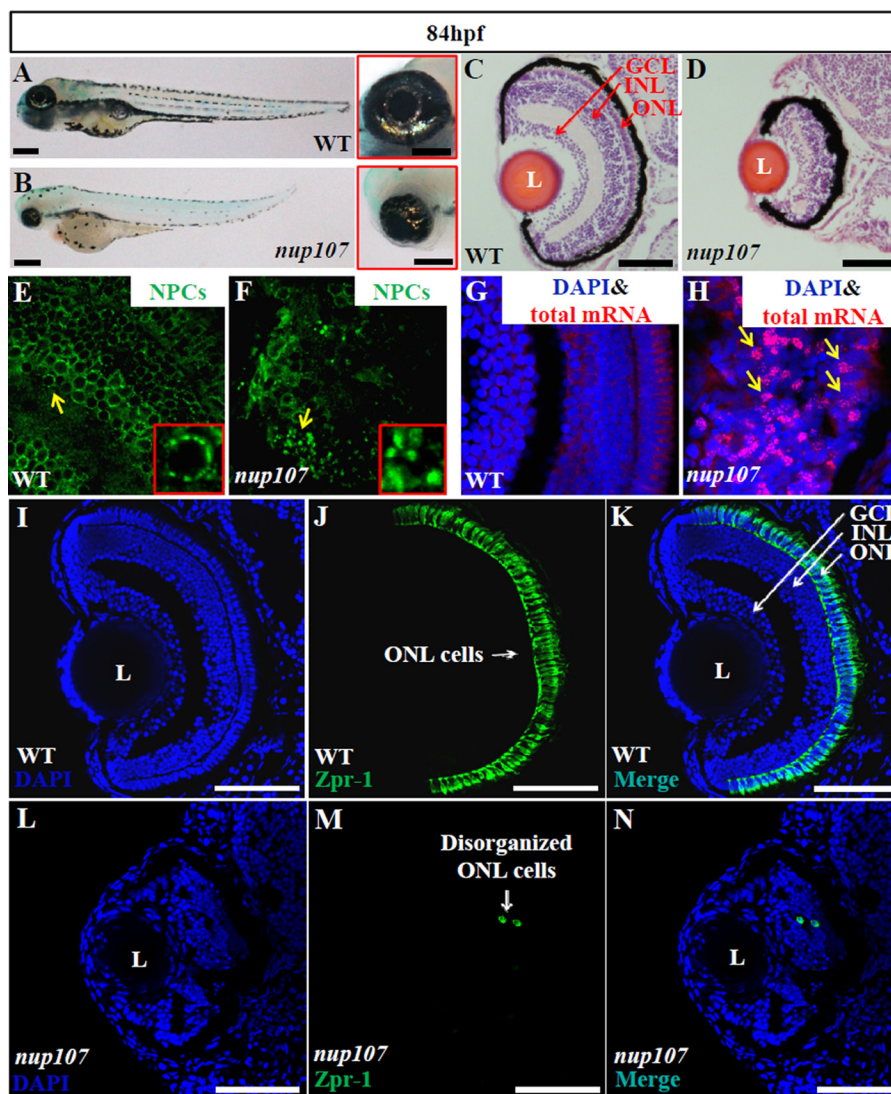 84hpf
A
WT
B
nup107
C
GCL
INL
ONL
L
WT
D
L
nup107
E
NPCs
WT
F
NPCs
nup107
G
DAPI&
total mRNA
WT
H
DAPI&
total mRNA
nup107
I
L
WT
DAPI
J
ONL cells
WT
Zpr-1
K
GCL
INL
ONL
L
WT
Merge
L
L
nup107
DAPI
M
Disorganized
ONL cells
nup107
Zpr-1
N
L
nup107
Merge